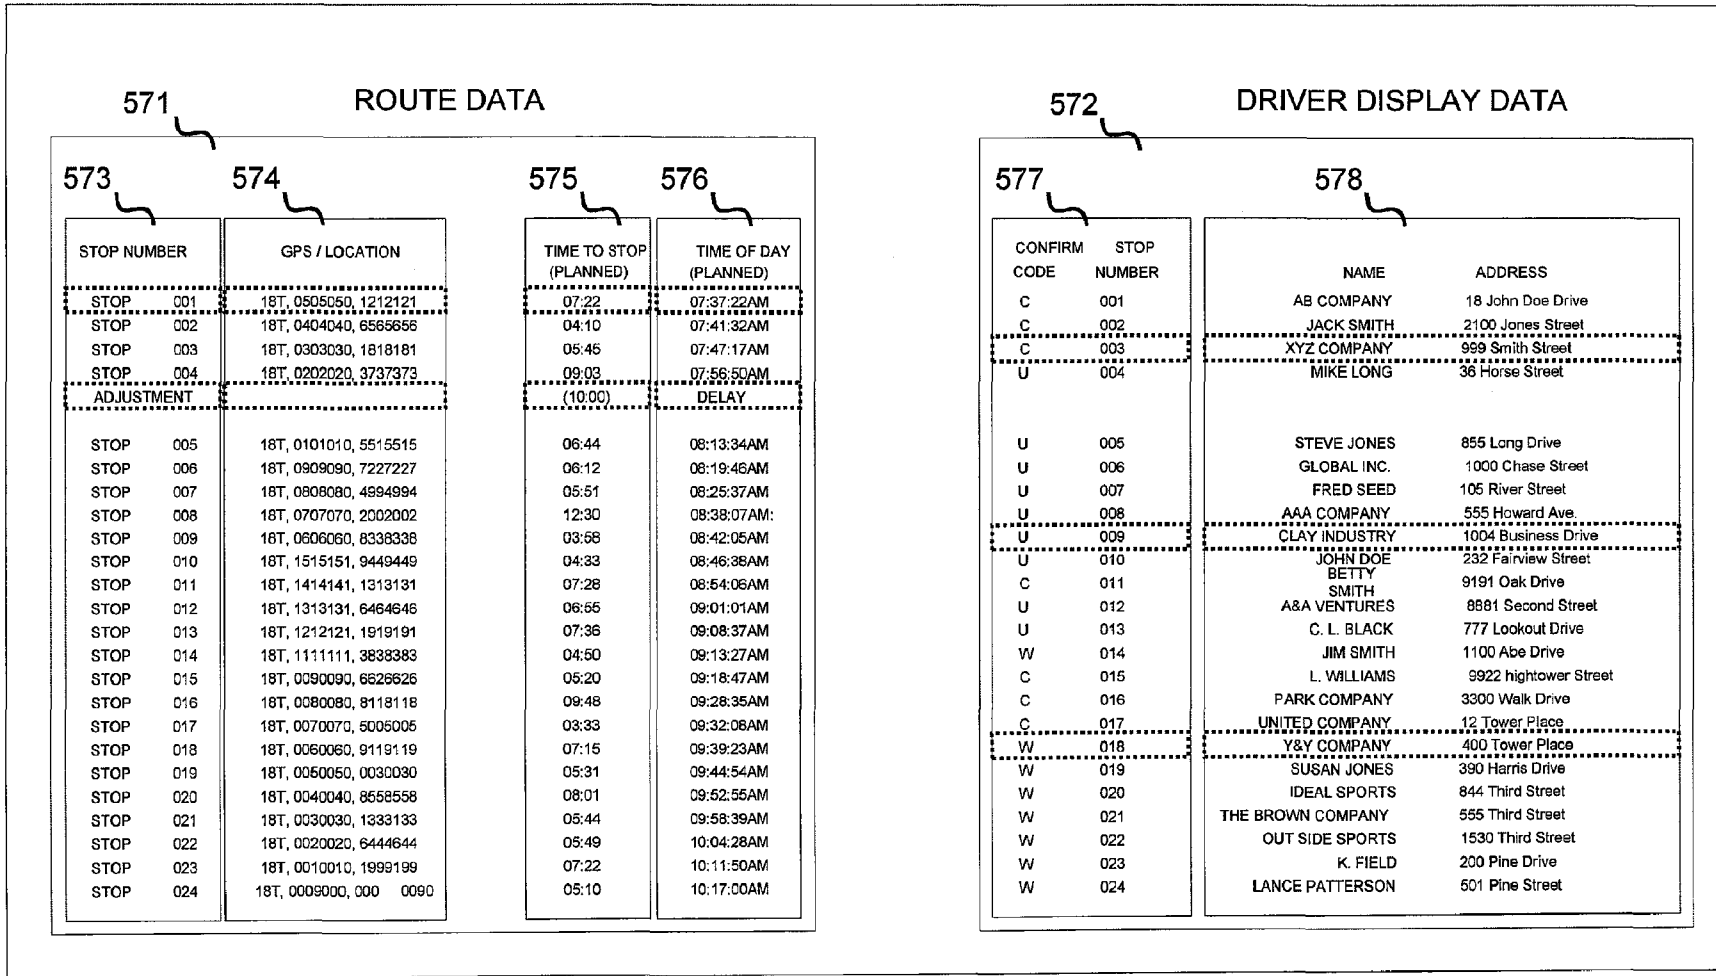 571 ROUTE DATA
573 574 575 576
STOP NUMBER GPS / LOCATION TIME TO STOP (PLANNED) TIME OF DAY (PLANNED)
STOP 001 18T, 0505050, 1212121 07:22 07:37:22AM
STOP 002 18T, 0404040, 6565656 04:10 07:41:32AM
STOP 003 18T, 0303030, 1818181 05:45 07:47:17AM
STOP 004 18T, 0202020, 3737373 09:03 07:56:50AM
ADJUSTMENT (10:00) DELAY
STOP 005 18T, 0101010, 5515515 06:44 08:13:34AM
STOP 006 18T, 0909090, 7227227 06:12 08:19:46AM
STOP 007 18T, 0808080, 4994994 05:51 08:25:37AM
STOP 008 18T, 0707070, 2002002 12:30 08:38:07AM:
STOP 009 18T, 0606060, 8338338 03:58 08:42:05AM
STOP 010 18T, 1515151, 9449449 04:33 08:46:38AM
STOP 011 18T, 1414141, 1313131 07:28 08:54:06AM
STOP 012 18T, 1313131, 6464646 06:55 09:01:01AM
STOP 013 18T, 1212121, 1919191 07:36 09:08:37AM
STOP 014 18T, 1111111, 3838383 04:50 09:13:27AM
STOP 015 18T, 0090090, 6626626 05:20 09:18:47AM
STOP 016 18T, 0080080, 8118118 09:48 09:28:35AM
STOP 017 18T, 0070070, 5005005 03:33 09:32:08AM
STOP 018 18T, 0060060, 9119119 07:15 09:39:23AM
STOP 019 18T, 0050050, 0030030 05:31 09:44:54AM
STOP 020 18T, 0040040, 8558558 08:01 09:52:55AM
STOP 021 18T, 0030030, 1333133 05:44 09:58:39AM
STOP 022 18T, 0020020, 6444644 05:49 10:04:28AM
STOP 023 18T, 0010010, 1999199 07:22 10:11:50AM
STOP 024 18T, 0009000, 000 0090 05:10 10:17:00AM
572 DRIVER DISPLAY DATA
577 578
CONFIRM STOP
CODE NUMBER NAME ADDRESS
C 001 AB COMPANY 18 John Doe Drive
C 002 JACK SMITH 2100 Jones Street
C 003 XYZ COMPANY 999 Smith Street
U 004 MIKE LONG 36 Horse Street
U 005 STEVE JONES 855 Long Drive
U 006 GLOBAL INC. 1000 Chase Street
U 007 FRED SEED 105 River Street
U 008 AAA COMPANY 555 Howard Ave.
U 009 CLAY INDUSTRY 1004 Business Drive
U 010 JOHN DOE 232 Fairview Street
C 011 BETTY SMITH 9191 Oak Drive
U 012 A&A VENTURES 8881 Second Street
U 013 C. L. BLACK 777 Lookout Drive
W 014 JIM SMITH 1100 Abe Drive
C 015 L. WILLIAMS 9922 hightower Street
C 016 PARK COMPANY 3300 Walk Drive
C 017 UNITED COMPANY 12 Tower Place
W 018 Y&Y COMPANY 400 Tower Place
W 019 SUSAN JONES 390 Harris Drive
W 020 IDEAL SPORTS 844 Third Street
W 021 THE BROWN COMPANY 555 Third Street
W 022 OUT SIDE SPORTS 1530 Third Street
W 023 K. FIELD 200 Pine Drive
W 024 LANCE PATTERSON 501 Pine Street